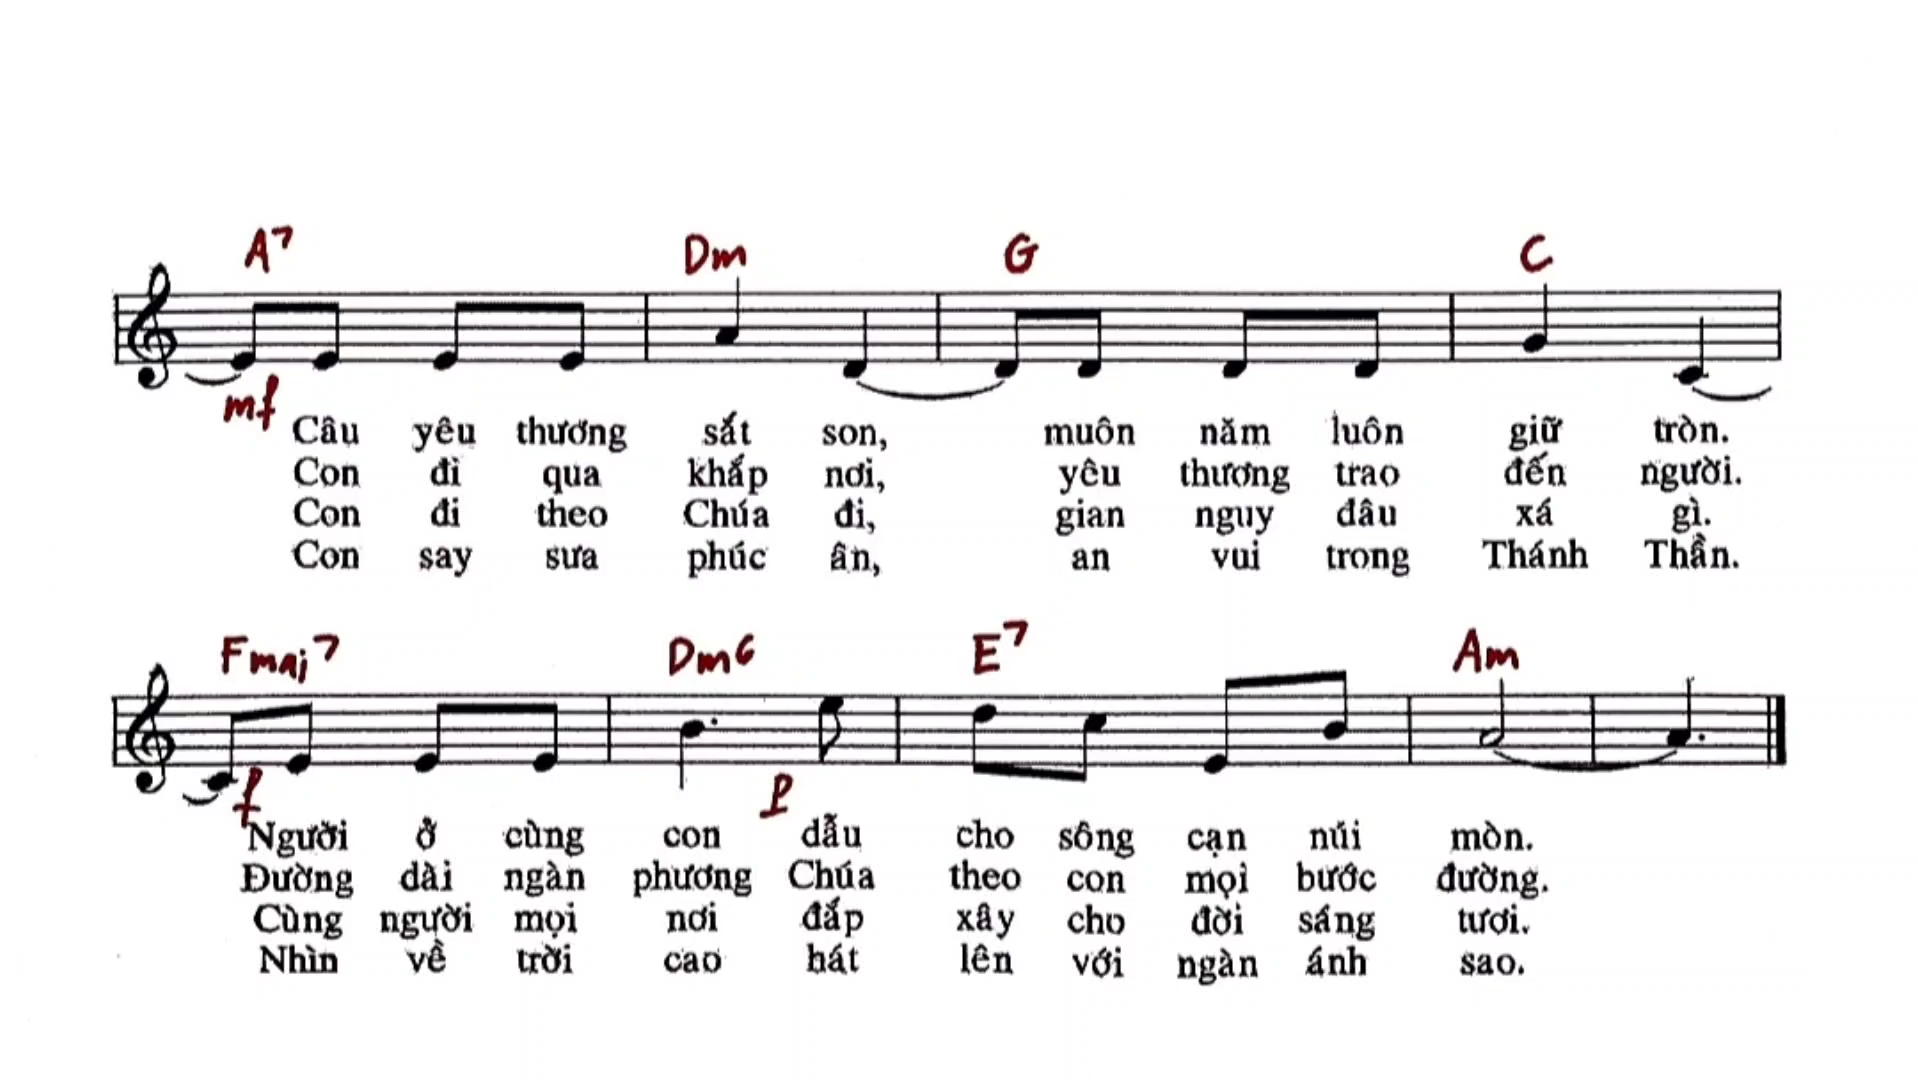 A7 Dm G C
mf
Câu yêu thương sắt son, muôn năm luôn giữ tròn.
Con đi qua khắp nơi, yêu thương trao đến người.
Con đi theo Chúa đi, gian nguy đâu xá gì.
Con say sưa phúc ân, an vui trong Thánh Thần.
Fmaj7 Dm6 E7 Am
f p
Người ở cùng con dẫu cho sông cạn núi mòn.
Đường dài ngàn phương Chúa theo con mọi bước đường.
Cùng người mọi nơi đắp xây cho đời sáng tươi.
Nhìn về trời cao hát lên với ngàn ánh sao.